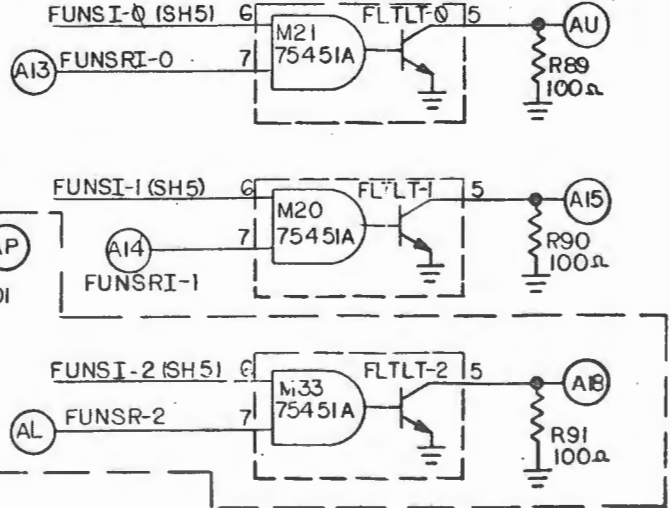 FUNSI-0 (SH5) 6 FLTLT-0 5 AU
M21
75451A
A13 FUNSRI-0 7
R89
100Ω
FUNSI-1 (SH5) 6 FLTLT-1 5 A15
M20
75451A
AP
A14 7
FUNSRI-1
R90
100Ω
FUNSI-2 (SH5) 6 FLTLT-2 5 A18
M33
75451A
AL FUNSR-2 7
R91
100Ω